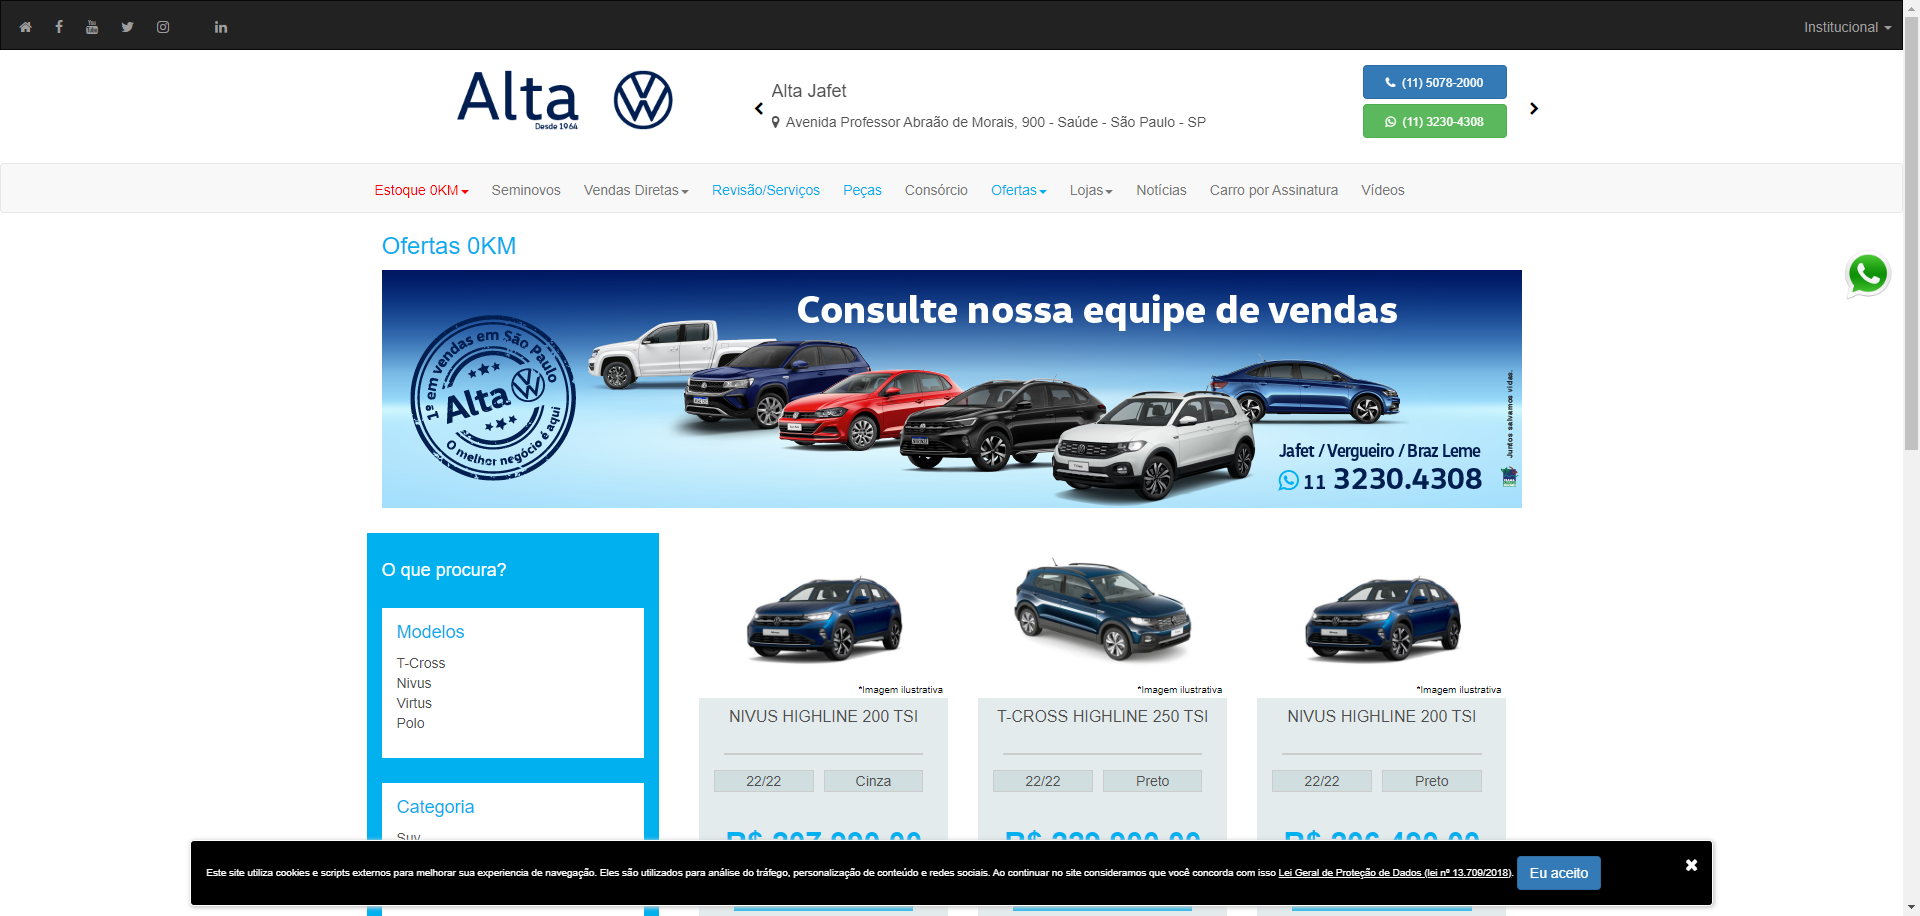 Institucional
Alta
Desde 1964
Alta Jafet
Avenida Professor Abraão de Morais, 900 - Saúde - São Paulo - SP
(11) 5078-2000
(11) 3230-4308
Estoque 0KM
Seminovos
Vendas Diretas
Revisão/Serviços
Peças
Consórcio
Ofertas
Lojas
Notícias
Carro por Assinatura
Vídeos
Ofertas 0KM
Consulte nossa equipe de vendas
1º em vendas em São Paulo
Alta
O melhor negócio é aqui
Juntos salvamos vidas.
Jafet / Vergueiro / Braz Leme
11 3230.4308
O que procura?
Modelos
T-Cross
Nivus
Virtus
Polo
Categoria
Suv
*Imagem ilustrativa
NIVUS HIGHLINE 200 TSI
22/22
Cinza
*Imagem ilustrativa
T-CROSS HIGHLINE 250 TSI
22/22
Preto
*Imagem ilustrativa
NIVUS HIGHLINE 200 TSI
22/22
Preto
Este site utiliza cookies e scripts externos para melhorar sua experiencia de navegação. Eles são utilizados para análise do tráfego, personalização de conteúdo e redes sociais. Ao continuar no site consideramos que você concorda com isso Lei Geral de Proteção de Dados (lei nº 13.709/2018).
Eu aceito